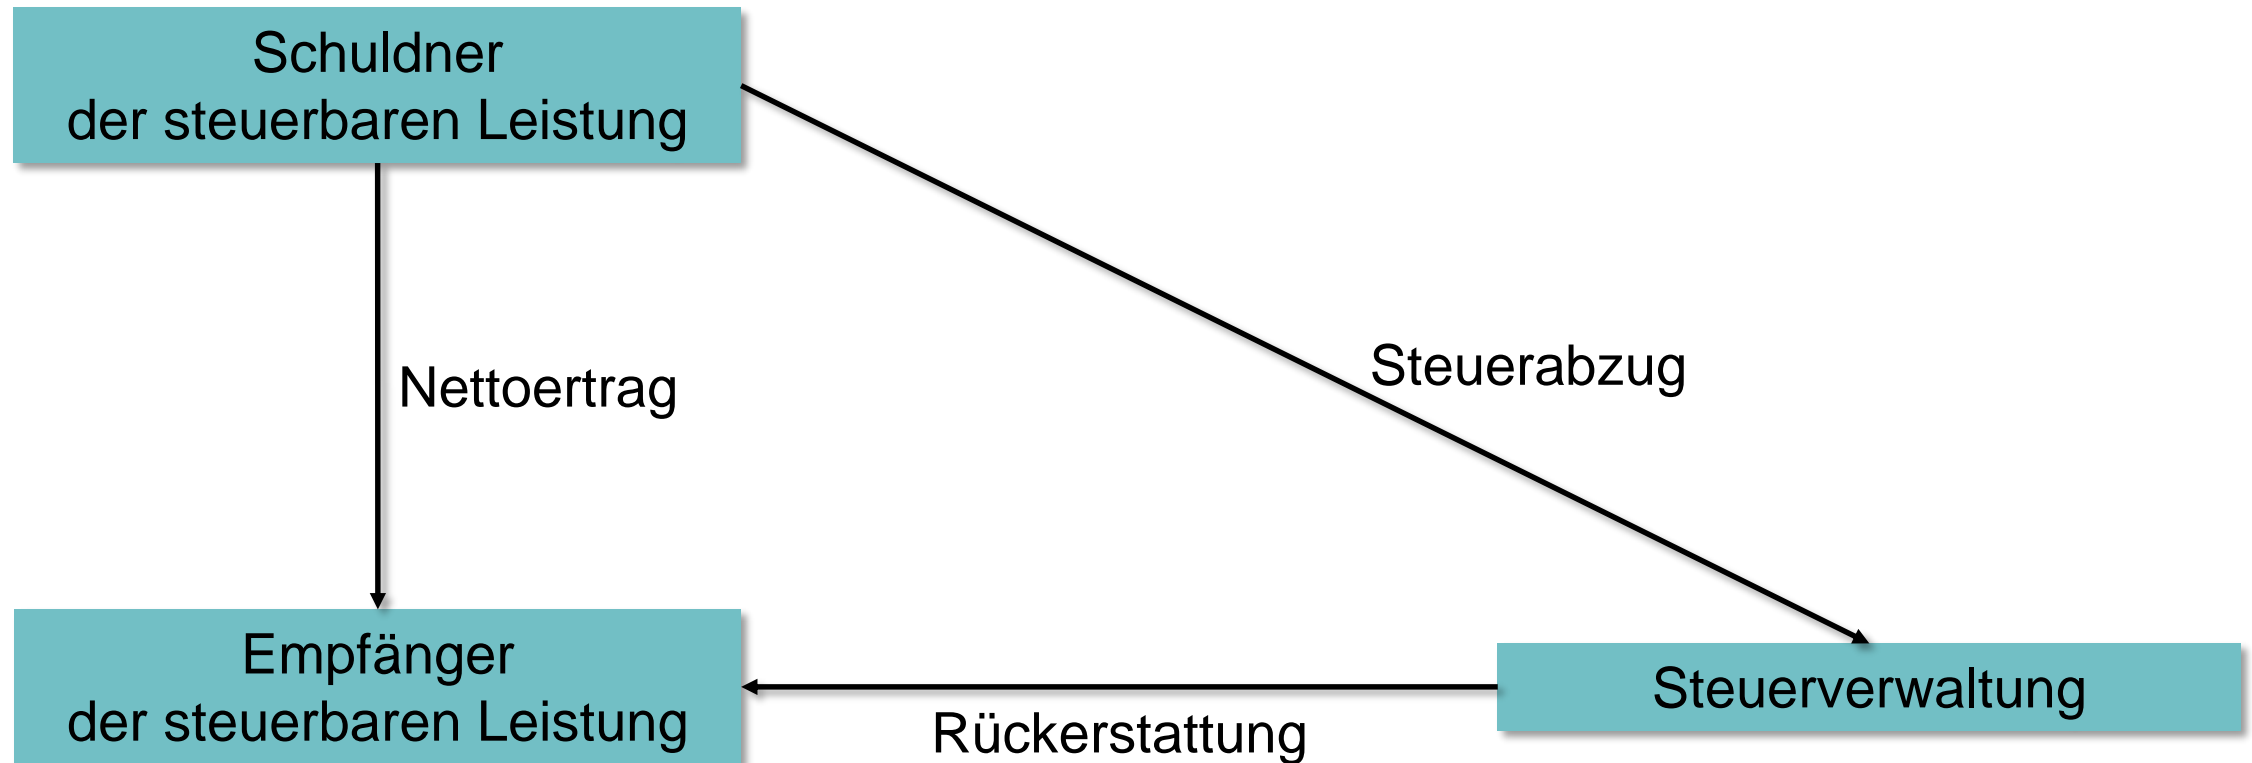 Schuldner
der steuerbaren Leistung
Steuerabzug
Nettoertrag
Empfänger
der steuerbaren Leistung
Steuerverwaltung
Rückerstattung